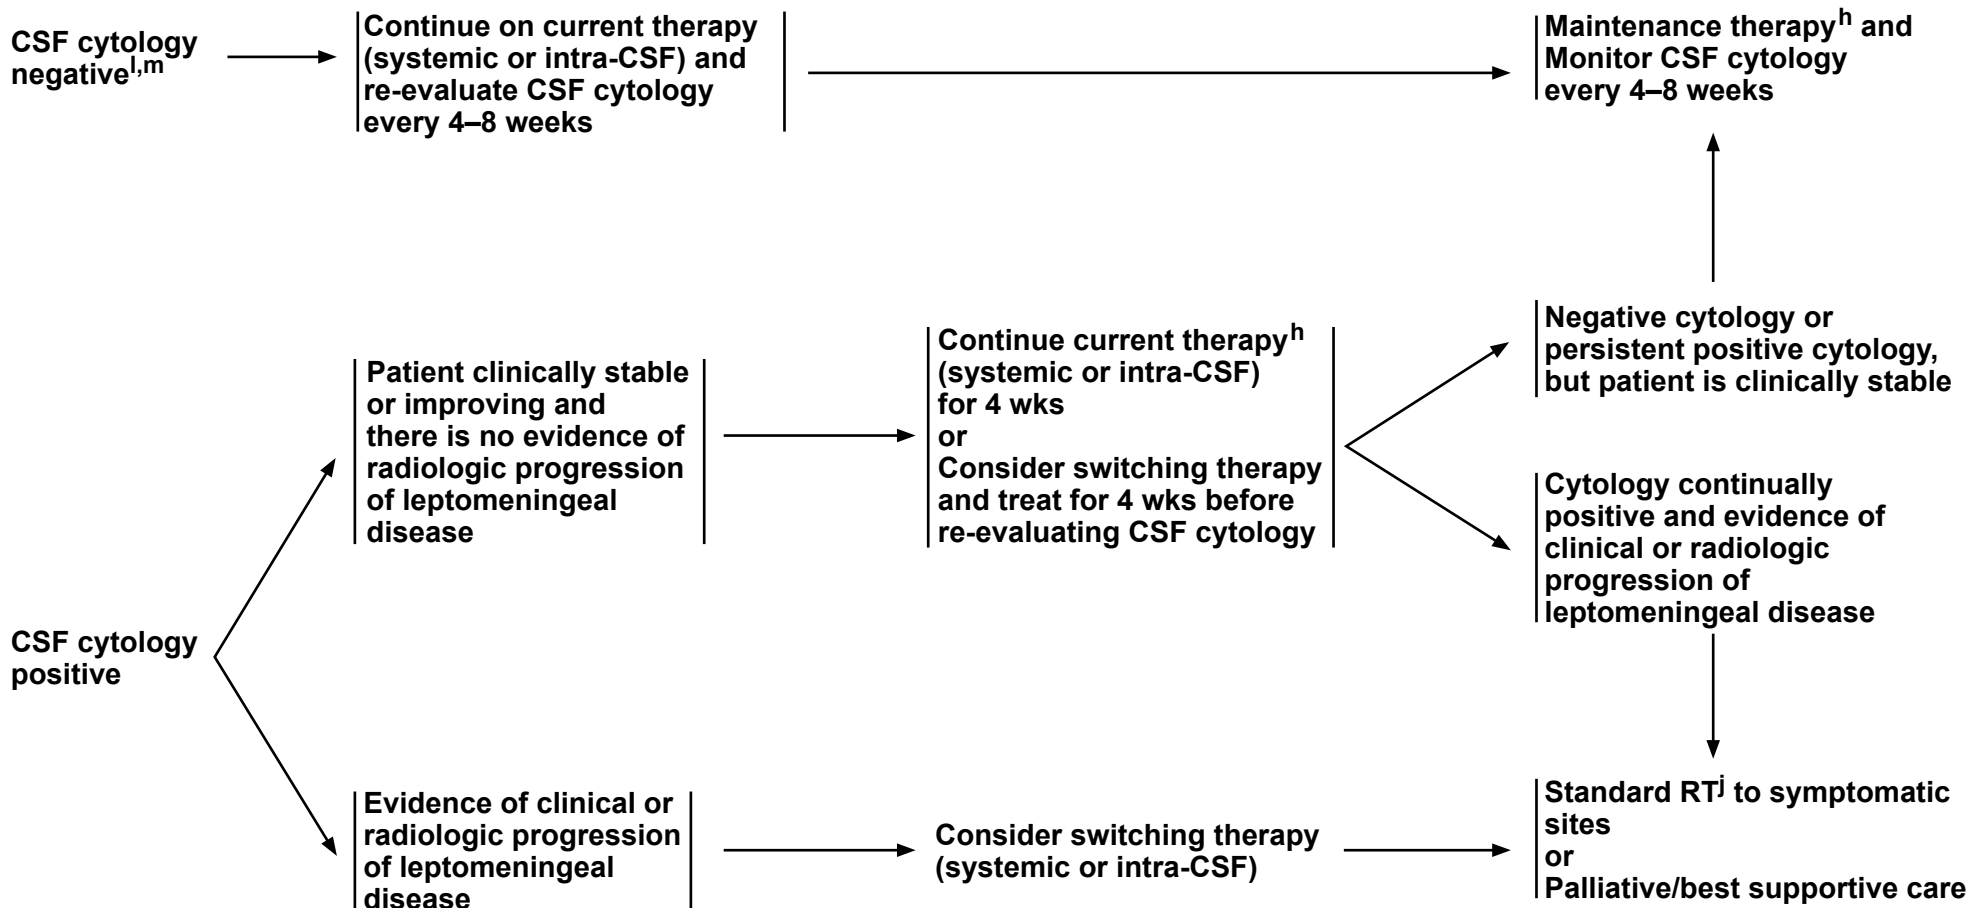 CSF cytology
negativel,m
Continue on current therapy
(systemic or intra-CSF) and
re-evaluate CSF cytology
every 4–8 weeks
Maintenance therapyh and
Monitor CSF cytology
every 4–8 weeks
CSF cytology
positive
Patient clinically stable
or improving and
there is no evidence of
radiologic progression
of leptomeningeal
disease
Continue current therapyh
(systemic or intra-CSF)
for 4 wks
or
Consider switching therapy
and treat for 4 wks before
re-evaluating CSF cytology
Negative cytology or
persistent positive cytology,
but patient is clinically stable
Cytology continually
positive and evidence of
clinical or radiologic
progression of
leptomeningeal disease
Evidence of clinical or
radiologic progression
of leptomeningeal
disease
Consider switching therapy
(systemic or intra-CSF)
Standard RTj to symptomatic
sites
or
Palliative/best supportive care